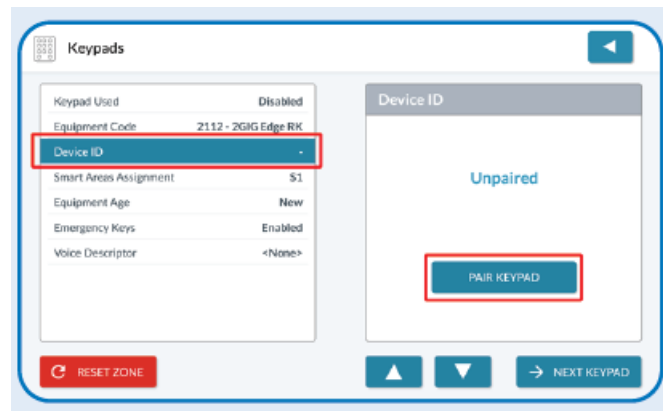 Keypads
Keypad Used Disabled
Equipment Code 2112 - 2GIG Edge RK
Device ID -
Smart Areas Assignment S1
Equipment Age New
Emergency Keys Enabled
Voice Descriptor <None>
Device ID
Unpaired
PAIR KEYPAD
RESET ZONE
NEXT KEYPAD